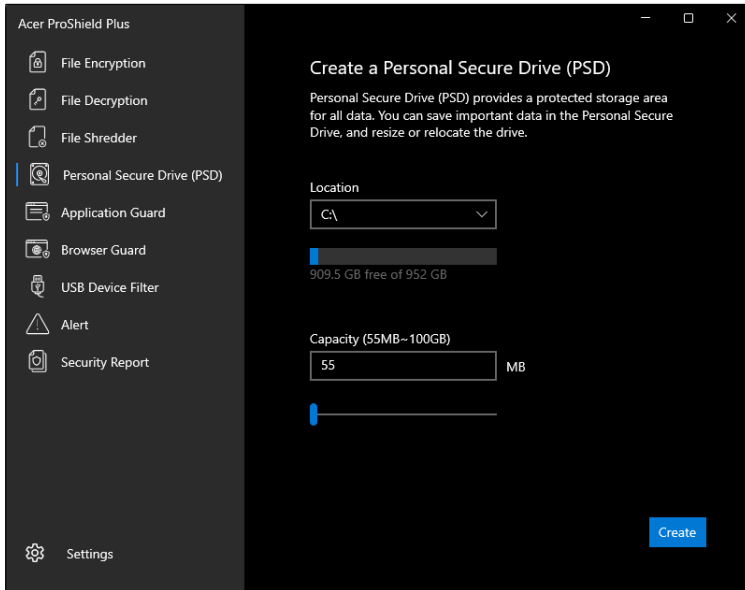 Acer ProShield Plus
File Encryption
File Decryption
File Shredder
Personal Secure Drive (PSD)
Application Guard
Browser Guard
USB Device Filter
Alert
Security Report
Settings
Create a Personal Secure Drive (PSD)
Personal Secure Drive (PSD) provides a protected storage area
for all data. You can save important data in the Personal Secure
Drive, and resize or relocate the drive.
Location
C:\
909.5 GB free of 952 GB
Capacity (55MB~100GB)
55
MB
Create